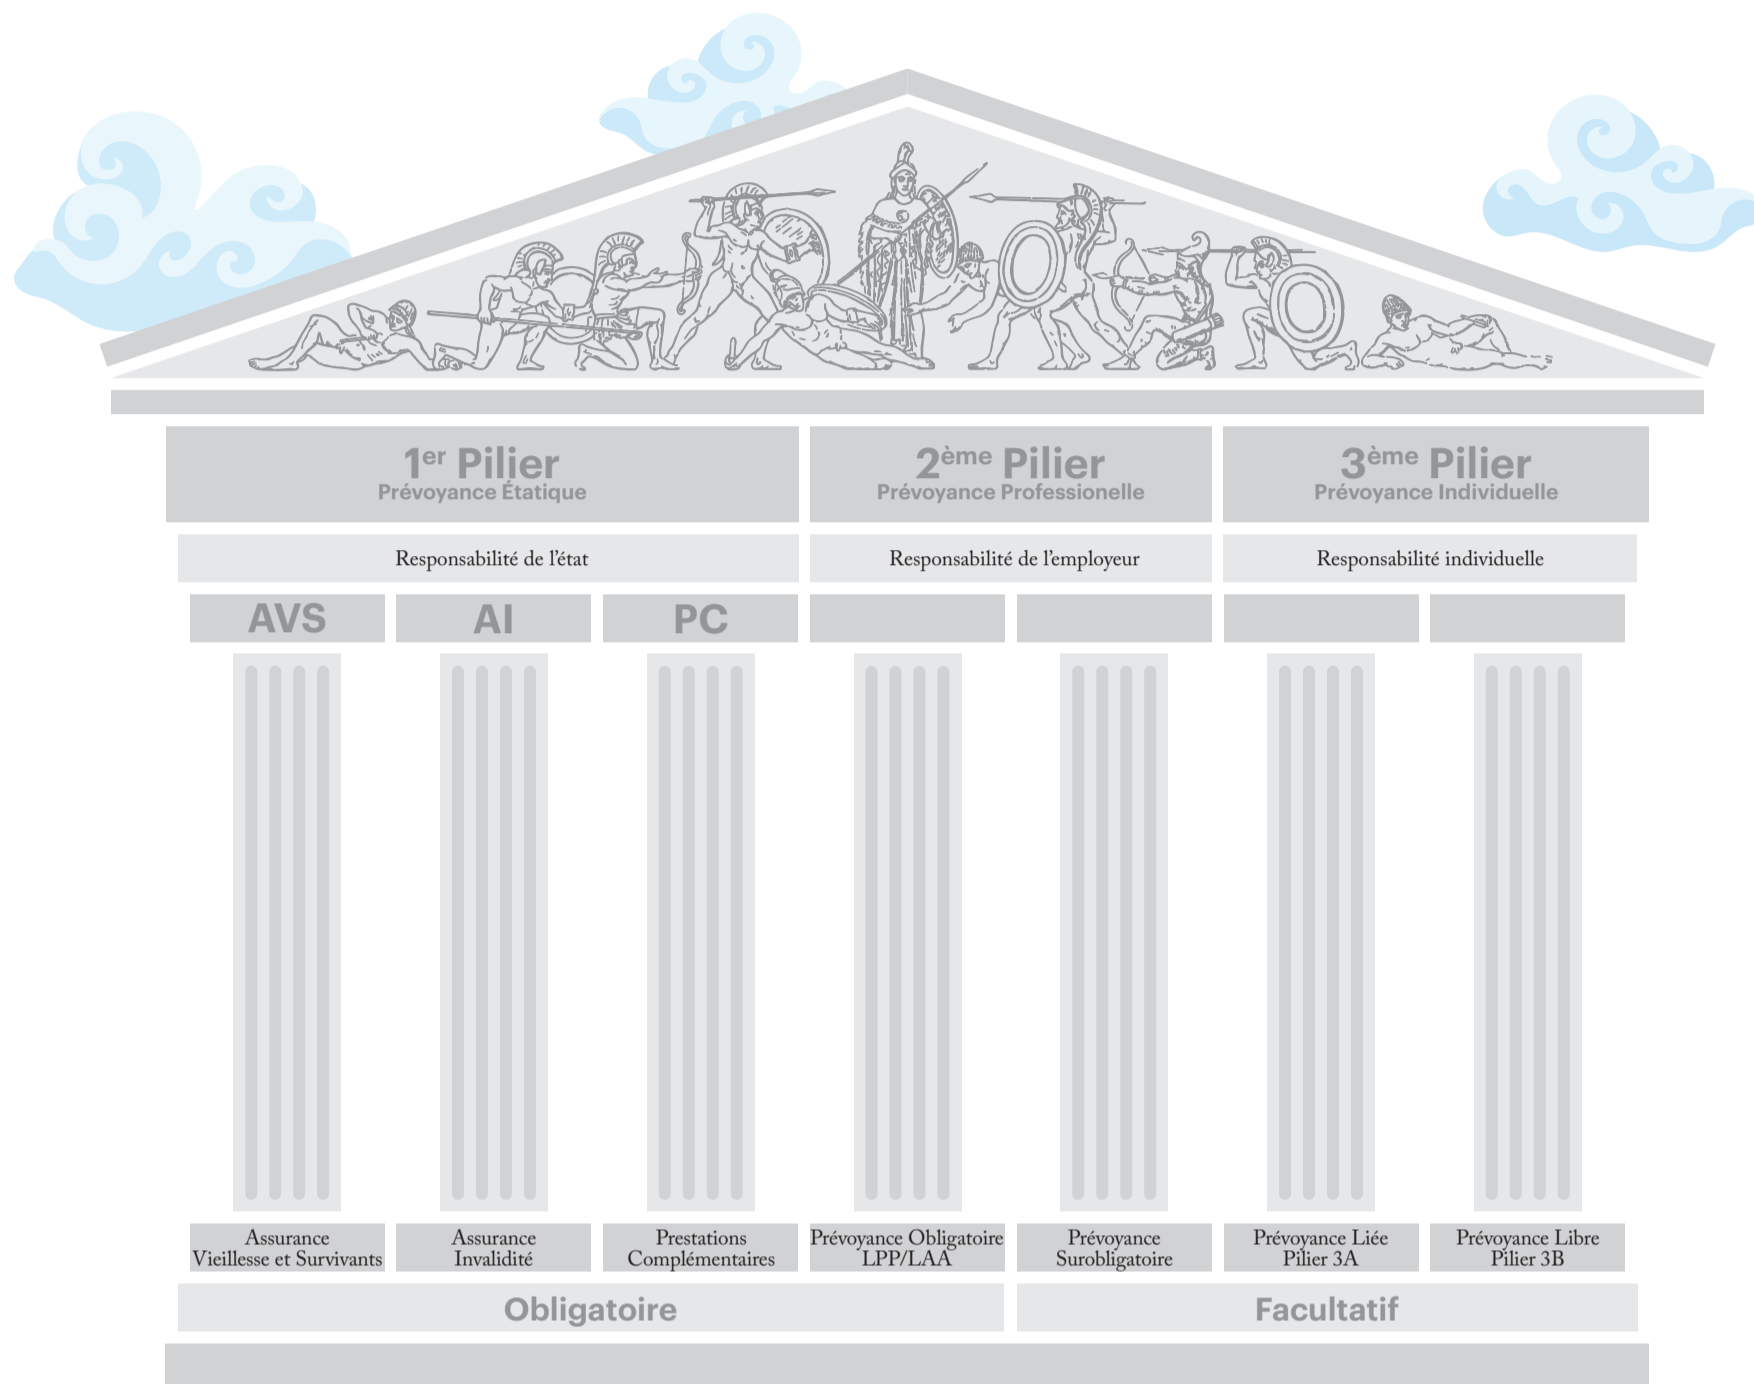 1er Pilier
Prévoyance Étatique
2ème Pilier
Prévoyance Professionelle
3ème Pilier
Prévoyance Individuelle
Responsabilité de l’état
Responsabilité de l’employeur
Responsabilité individuelle
AVS
AI
PC
Assurance
Vieillesse et Survivants
Assurance
Invalidité
Prestations
Complémentaires
Prévoyance Obligatoire
LPP/LAA
Prévoyance
Surobligatoire
Prévoyance Liée
Pilier 3A
Prévoyance Libre
Pilier 3B
Obligatoire
Facultatif